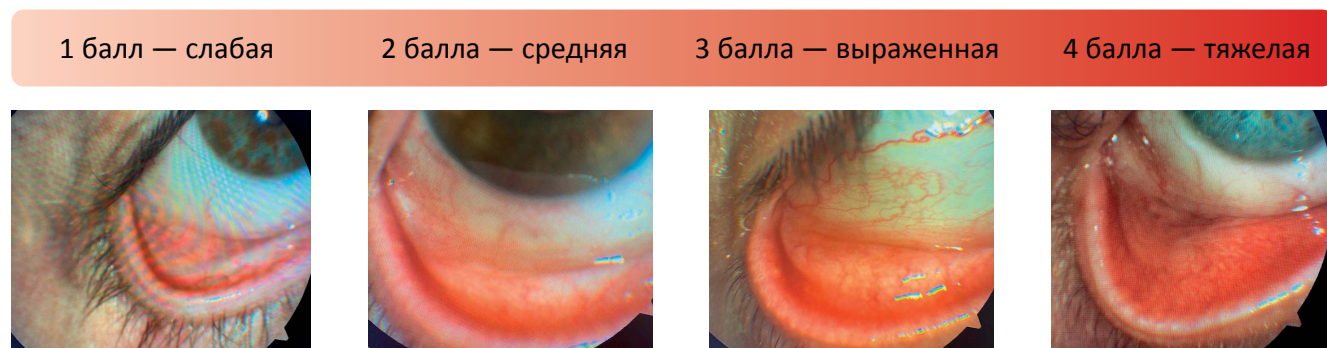 1 балл — слабая
2 балла — средняя
3 балла — выраженная
4 балла — тяжелая